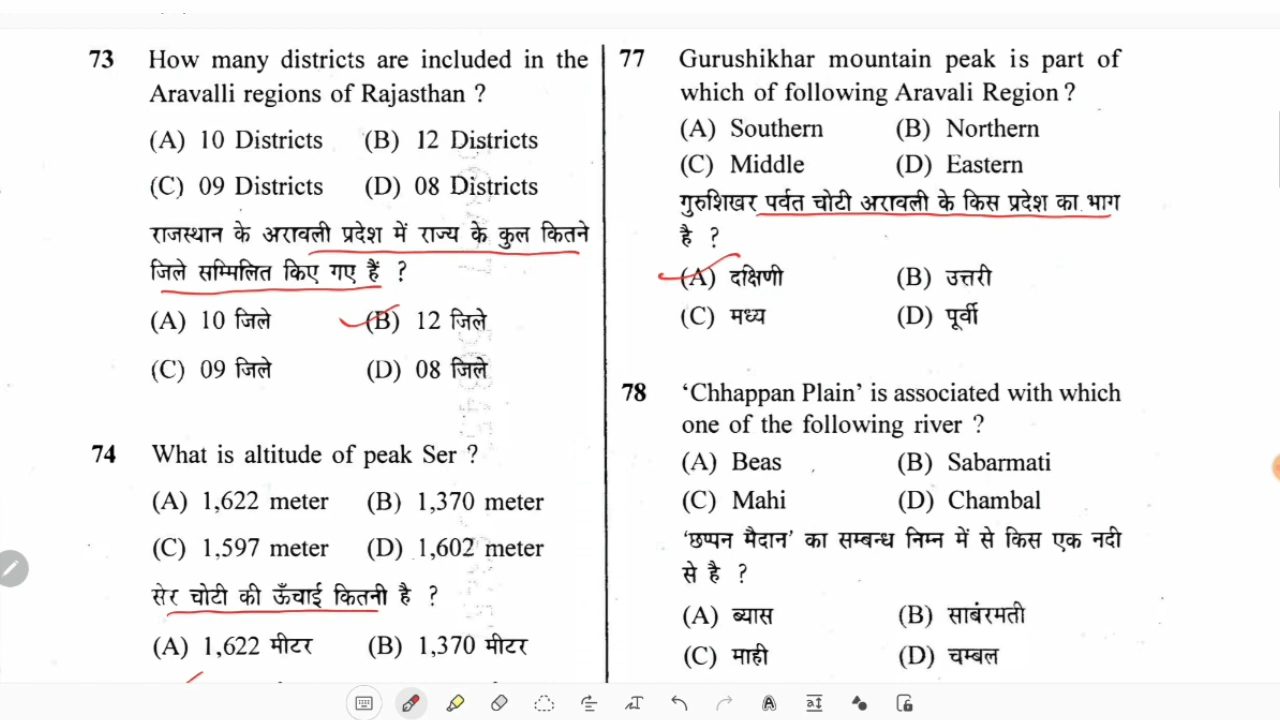 73 How many districts are included in the
Aravalli regions of Rajasthan ?
(A) 10 Districts (B) 12 Districts
(C) 09 Districts (D) 08 Districts
राजस्थान के अरावली प्रदेश में राज्य के कुल कितने
जिले सम्मिलित किए गए हैं ?
(A) 10 जिले (B) 12 जिले
(C) 09 जिले (D) 08 जिले
74 What is altitude of peak Ser ?
(A) 1,622 meter (B) 1,370 meter
(C) 1,597 meter (D) 1,602 meter
सेर चोटी की ऊँचाई कितनी है ?
(A) 1,622 मीटर (B) 1,370 मीटर
77 Gurushikhar mountain peak is part of
which of following Aravali Region ?
(A) Southern (B) Northern
(C) Middle (D) Eastern
गुरुशिखर पर्वत चोटी अरावली के किस प्रदेश का भाग
है ?
(A) दक्षिणी (B) उत्तरी
(C) मध्य (D) पूर्वी
78 ‘Chhappan Plain’ is associated with which
one of the following river ?
(A) Beas (B) Sabarmati
(C) Mahi (D) Chambal
‘छप्पन मैदान’ का सम्बन्ध निम्न में से किस एक नदी
से है ?
(A) ब्यास (B) साबंरमती
(C) माही (D) चम्बल